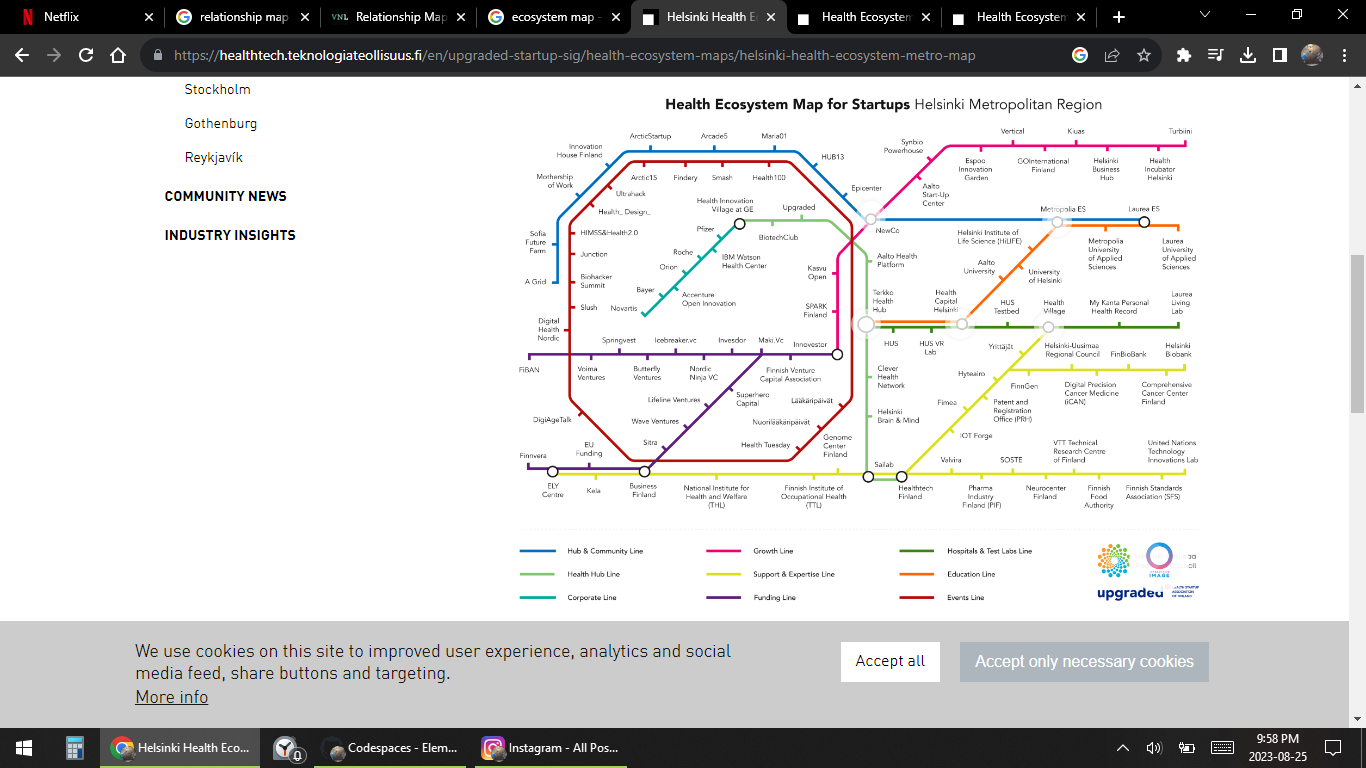 Netflix
relationship map
Relationship Map
ecosystem map -
Helsinki Health E
Health Ecosystem
Health Ecosystem
https://healthtech.teknologiateollisuus.fi/en/upgraded-startup-sig/health-ecosystem-maps/helsinki-health-ecosystem-metro-map
Stockholm
Gothenburg
Reykjavík
COMMUNITY NEWS
INDUSTRY INSIGHTS
Health Ecosystem Map for Startups Helsinki Metropolitan Region
ArcticStartup
Arcade5
Maria01
Innovation
House Finland
HUB13
Mothership
of Work
Epicenter
Sofia
Future
Farm
A Grid
Arctic15
Findery
Smash
Health100
Ultrahack
Health_Design_
HIMSS&Health2.0
Junction
Biohacker
Summit
Slush
Digital
Health
Nordic
Health Innovation
Village at GE
Upgraded
BiotechClub
Pfizer
Roche
IBM Watson
Health Center
Orion
Bayer
Accenture
Open Innovation
Novartis
Synbio
Powerhouse
Vertical
Kiuas
Turbiini
Espoo
Innovation
Garden
GOInternational
Finland
Helsinki
Business
Hub
Health
Incubator
Helsinki
Aalto
Start-Up
Center
NewCo
Metropolia ES
Laurea ES
Kasvu
Open
SPARK
Finland
Aalto Health
Platform
Helsinki Institute of
Life Science (HiLIFE)
Metropolia
University
of Applied
Sciences
Laurea
University
of Applied
Sciences
Aalto
University
University
of Helsinki
Terkko
Health
Hub
Health
Capital
Helsinki
HUS
Testbed
Health
Village
My Kanta Personal
Health Record
Laurea
Living
Lab
HUS
HUS VR
Lab
FiBAN
Springvest
Icebreaker.vc
Invesdor
Maki.Vc
Innovestor
Voima
Ventures
Butterfly
Ventures
Nordic
Ninja VC
Finnish Venture
Capital Association
Superhero
Capital
Lifeline Ventures
Wave Ventures
Sitra
DigiAgeTalk
Lääkäripäivät
Nuorilääkäripäivät
Health Tuesday
Genome
Center
Finland
Clever
Health
Network
Helsinki
Brain & Mind
Yrittäjät
Helsinki-Uusimaa
Regional Council
FinBioBank
Helsinki
Biobank
Hyteairo
FinnGen
Digital Precision
Cancer Medicine
(iCAN)
Comprehensive
Cancer Center
Finland
Fimea
Patent and
Registration
Office (PRH)
IOT Forge
Finnvera
EU
Funding
ELY
Centre
Kela
Business
Finland
National Institute for
Health and Welfare
(THL)
Finnish Institute of
Occupational Health
(TTL)
Sailab
Healthtech
Finland
Valvira
SOSTE
VTT Technical
Research Centre
of Finland
United Nations
Technology
Innovations Lab
Pharma
Industry
Finland (PIF)
Neurocenter
Finland
Finnish
Food
Authority
Finnish Standards
Association (SFS)
Hub & Community Line
Growth Line
Hospitals & Test Labs Line
Health Hub Line
Support & Expertise Line
Education Line
Corporate Line
Funding Line
Events Line
upgraded
We use cookies on this site to improved user experience, analytics and social
media feed, share buttons and targeting.
More info
Accept all
Accept only necessary cookies
Helsinki Health Eco...
Codespaces - Elem...
Instagram - All Pos...
9:58 PM
2023-08-25